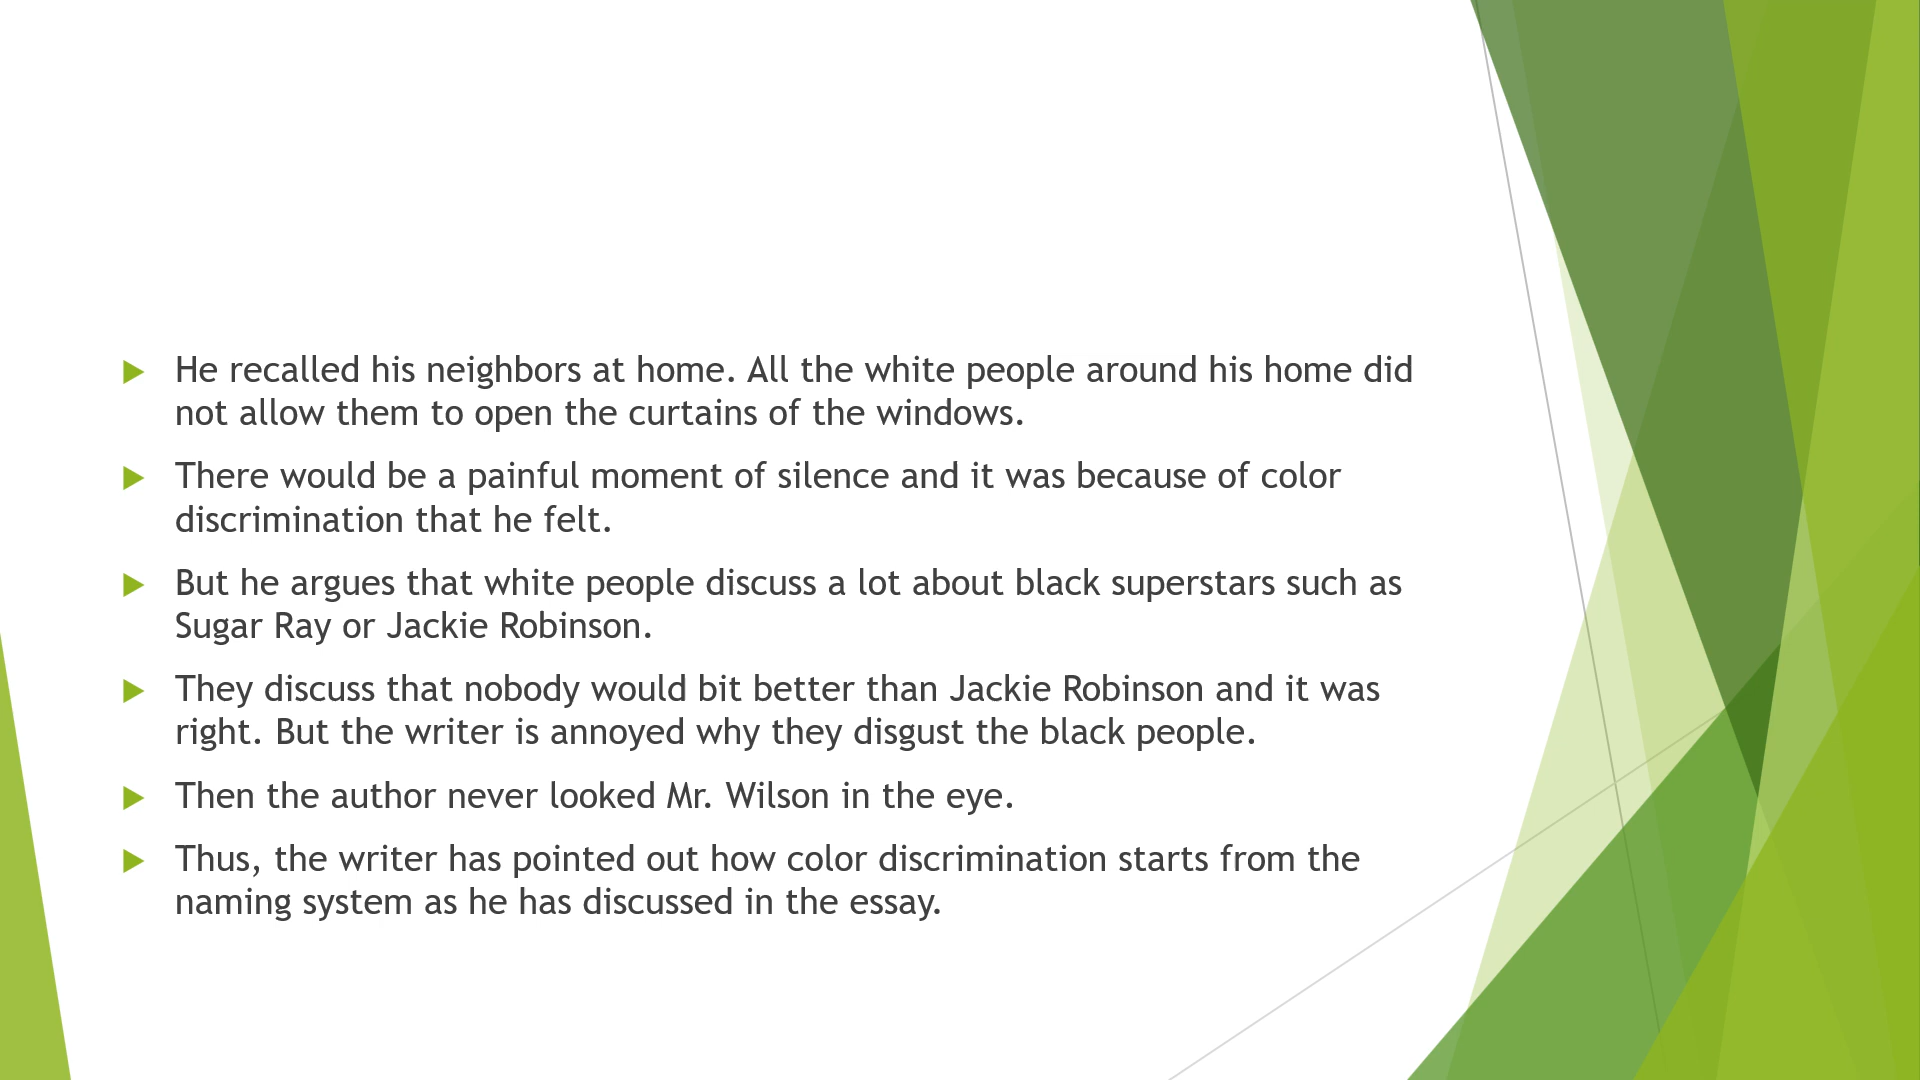 He recalled his neighbors at home. All the white people around his home did
not allow them to open the curtains of the windows.
There would be a painful moment of silence and it was because of color
discrimination that he felt.
But he argues that white people discuss a lot about black superstars such as
Sugar Ray or Jackie Robinson.
They discuss that nobody would bit better than Jackie Robinson and it was
right. But the writer is annoyed why they disgust the black people.
Then the author never looked Mr. Wilson in the eye.
Thus, the writer has pointed out how color discrimination starts from the
naming system as he has discussed in the essay.